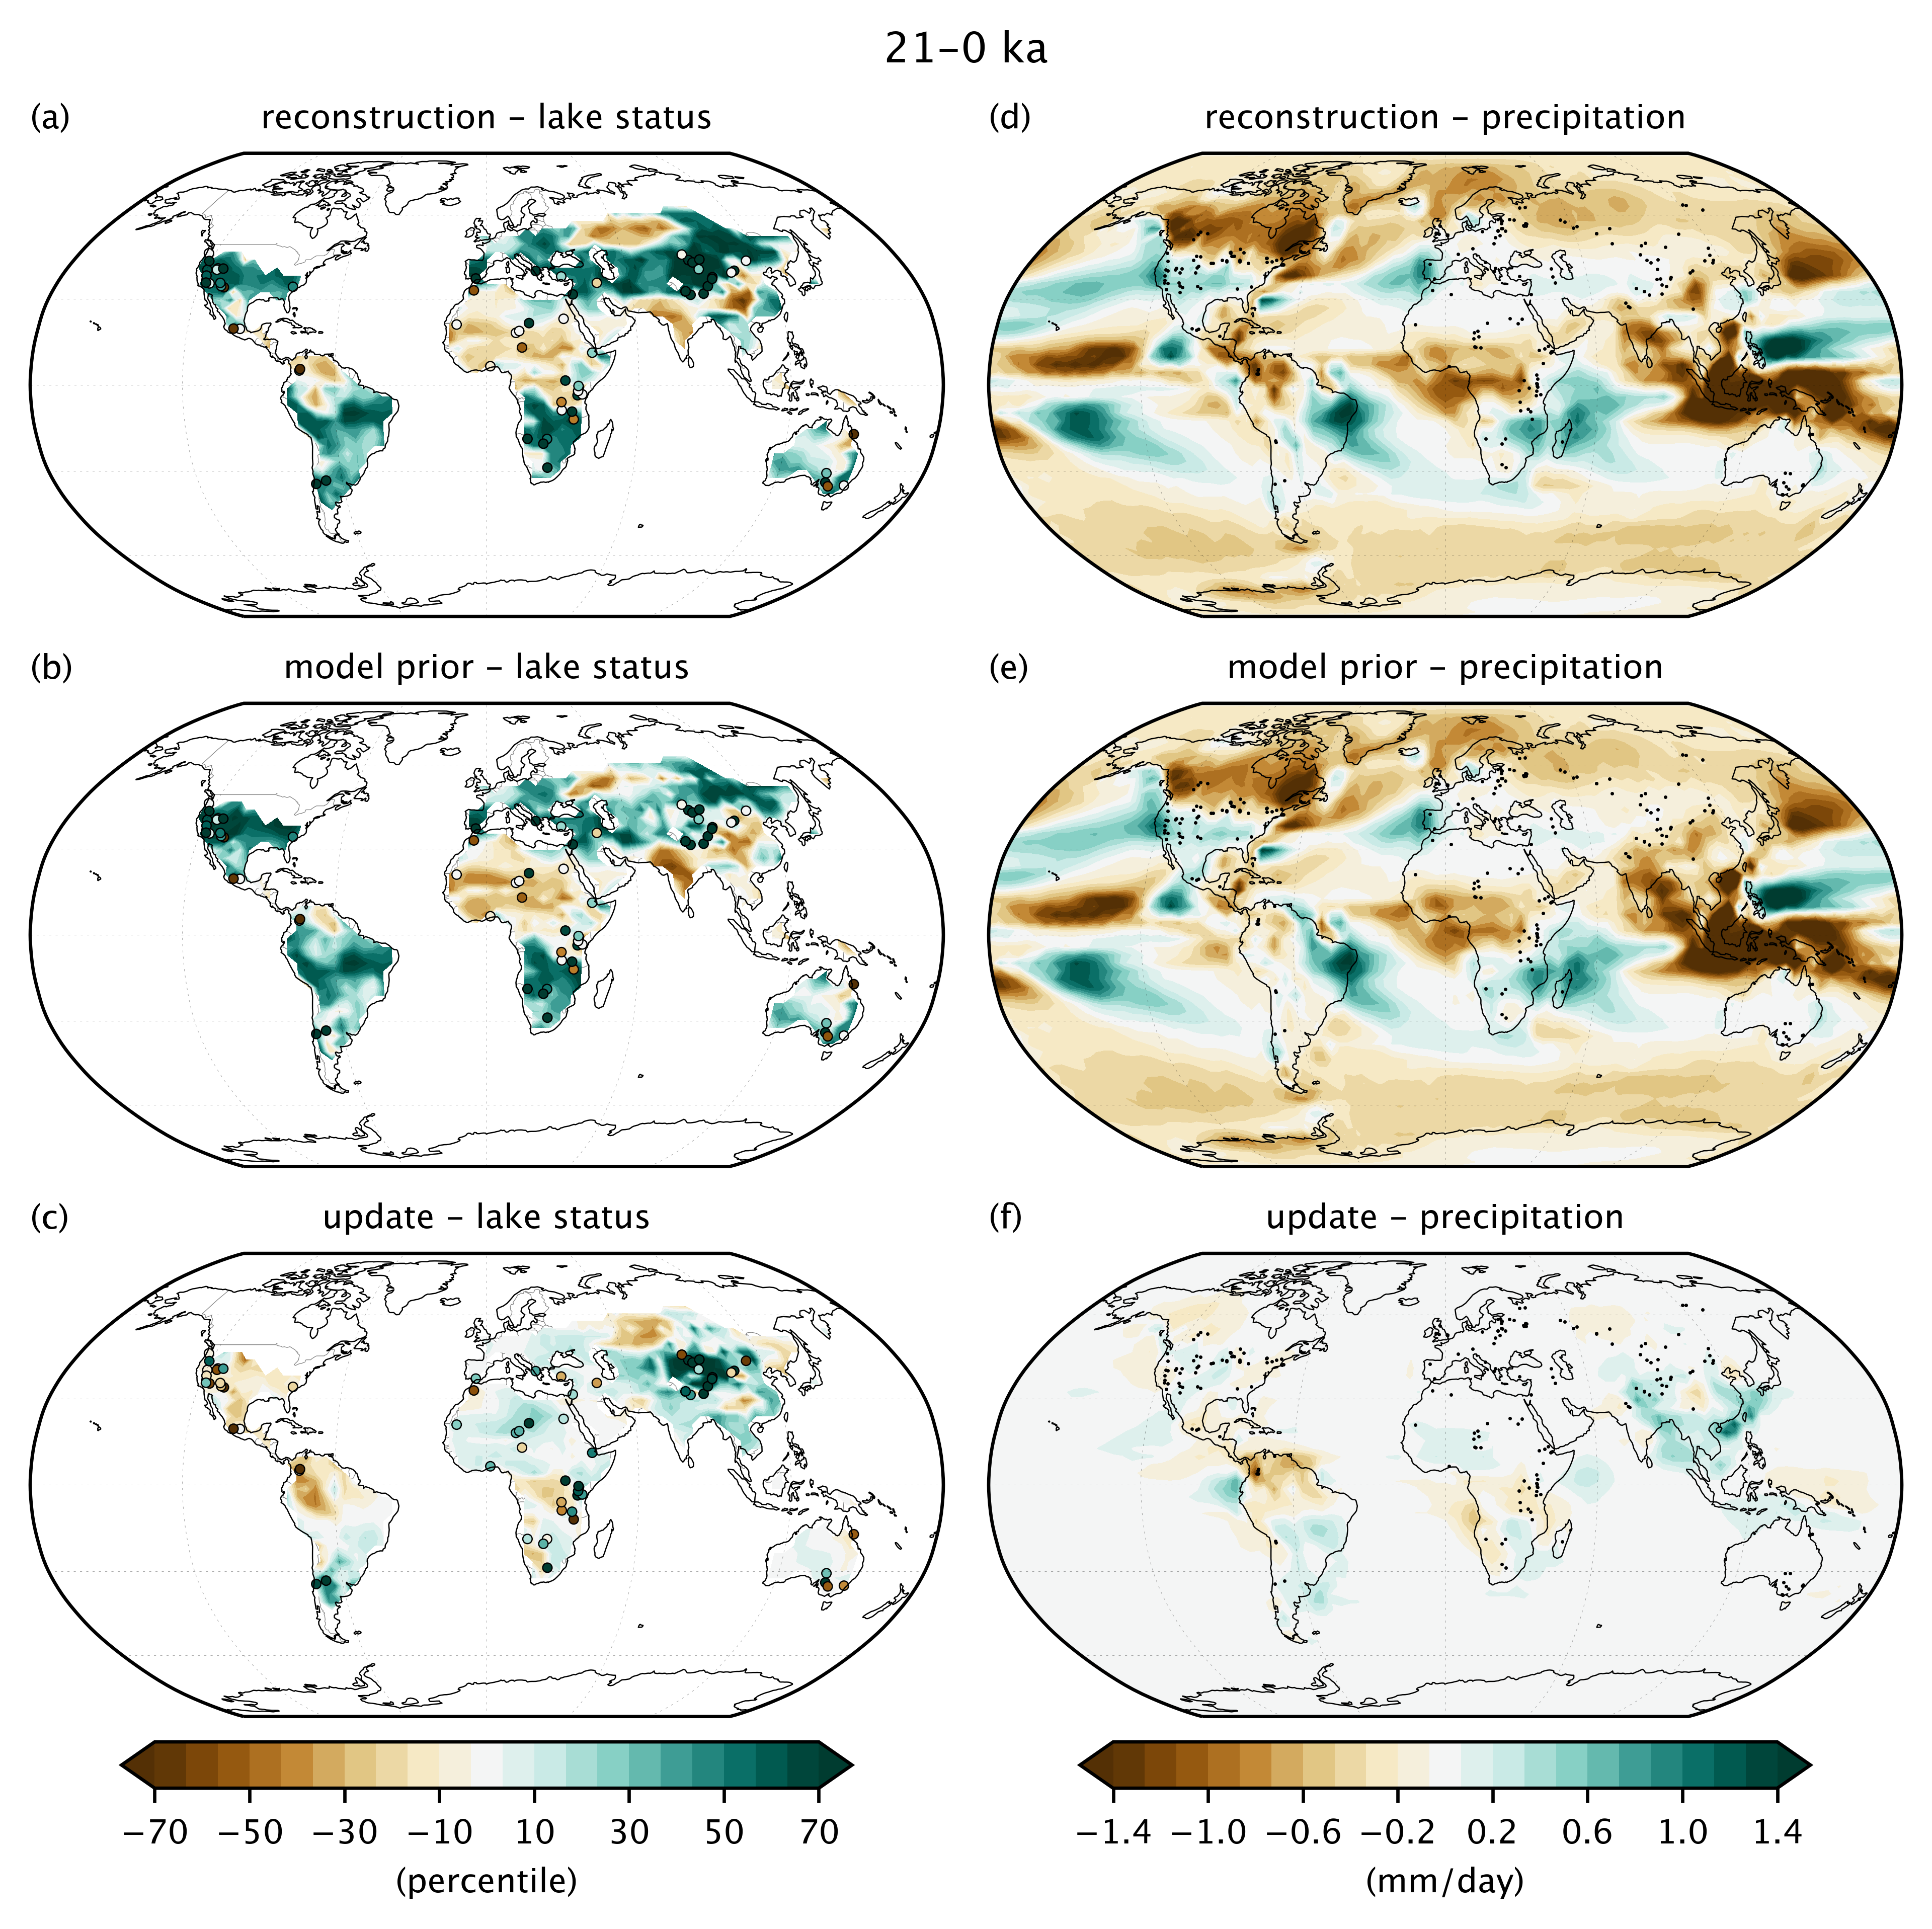 21–0 ka
(a)
reconstruction – lake status
(d)
reconstruction – precipitation
(b)
model prior – lake status
(e)
model prior – precipitation
(c)
update – lake status
(f)
update – precipitation
−70 −50 −30 −10 10 30 50 70
(percentile)
−1.4 −1.0 −0.6 −0.2 0.2 0.6 1.0 1.4
(mm/day)